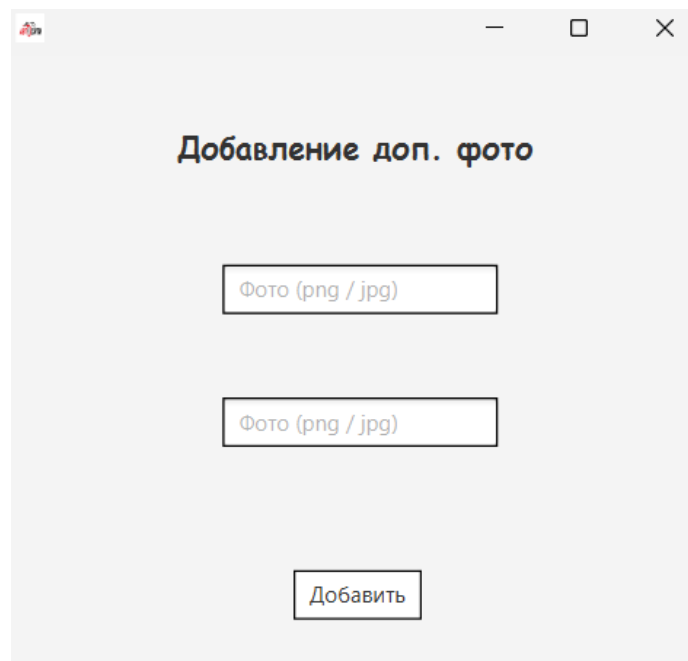 Добавление доп. фото
Фото (png / jpg)
Фото (png / jpg)
Добавить